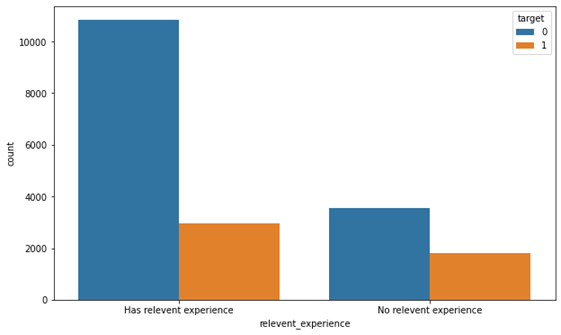 target
0
1
10000
8000
6000
4000
2000
0
count
Has relevent experience
No relevent experience
relevent_experience